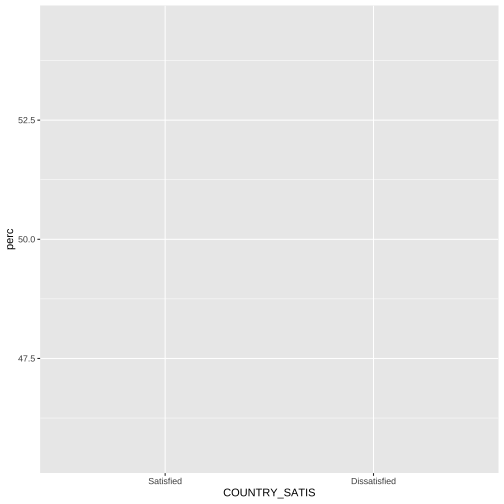 52.5
50.0
47.5
perc
Satisfied
Dissatisfied
COUNTRY_SATIS